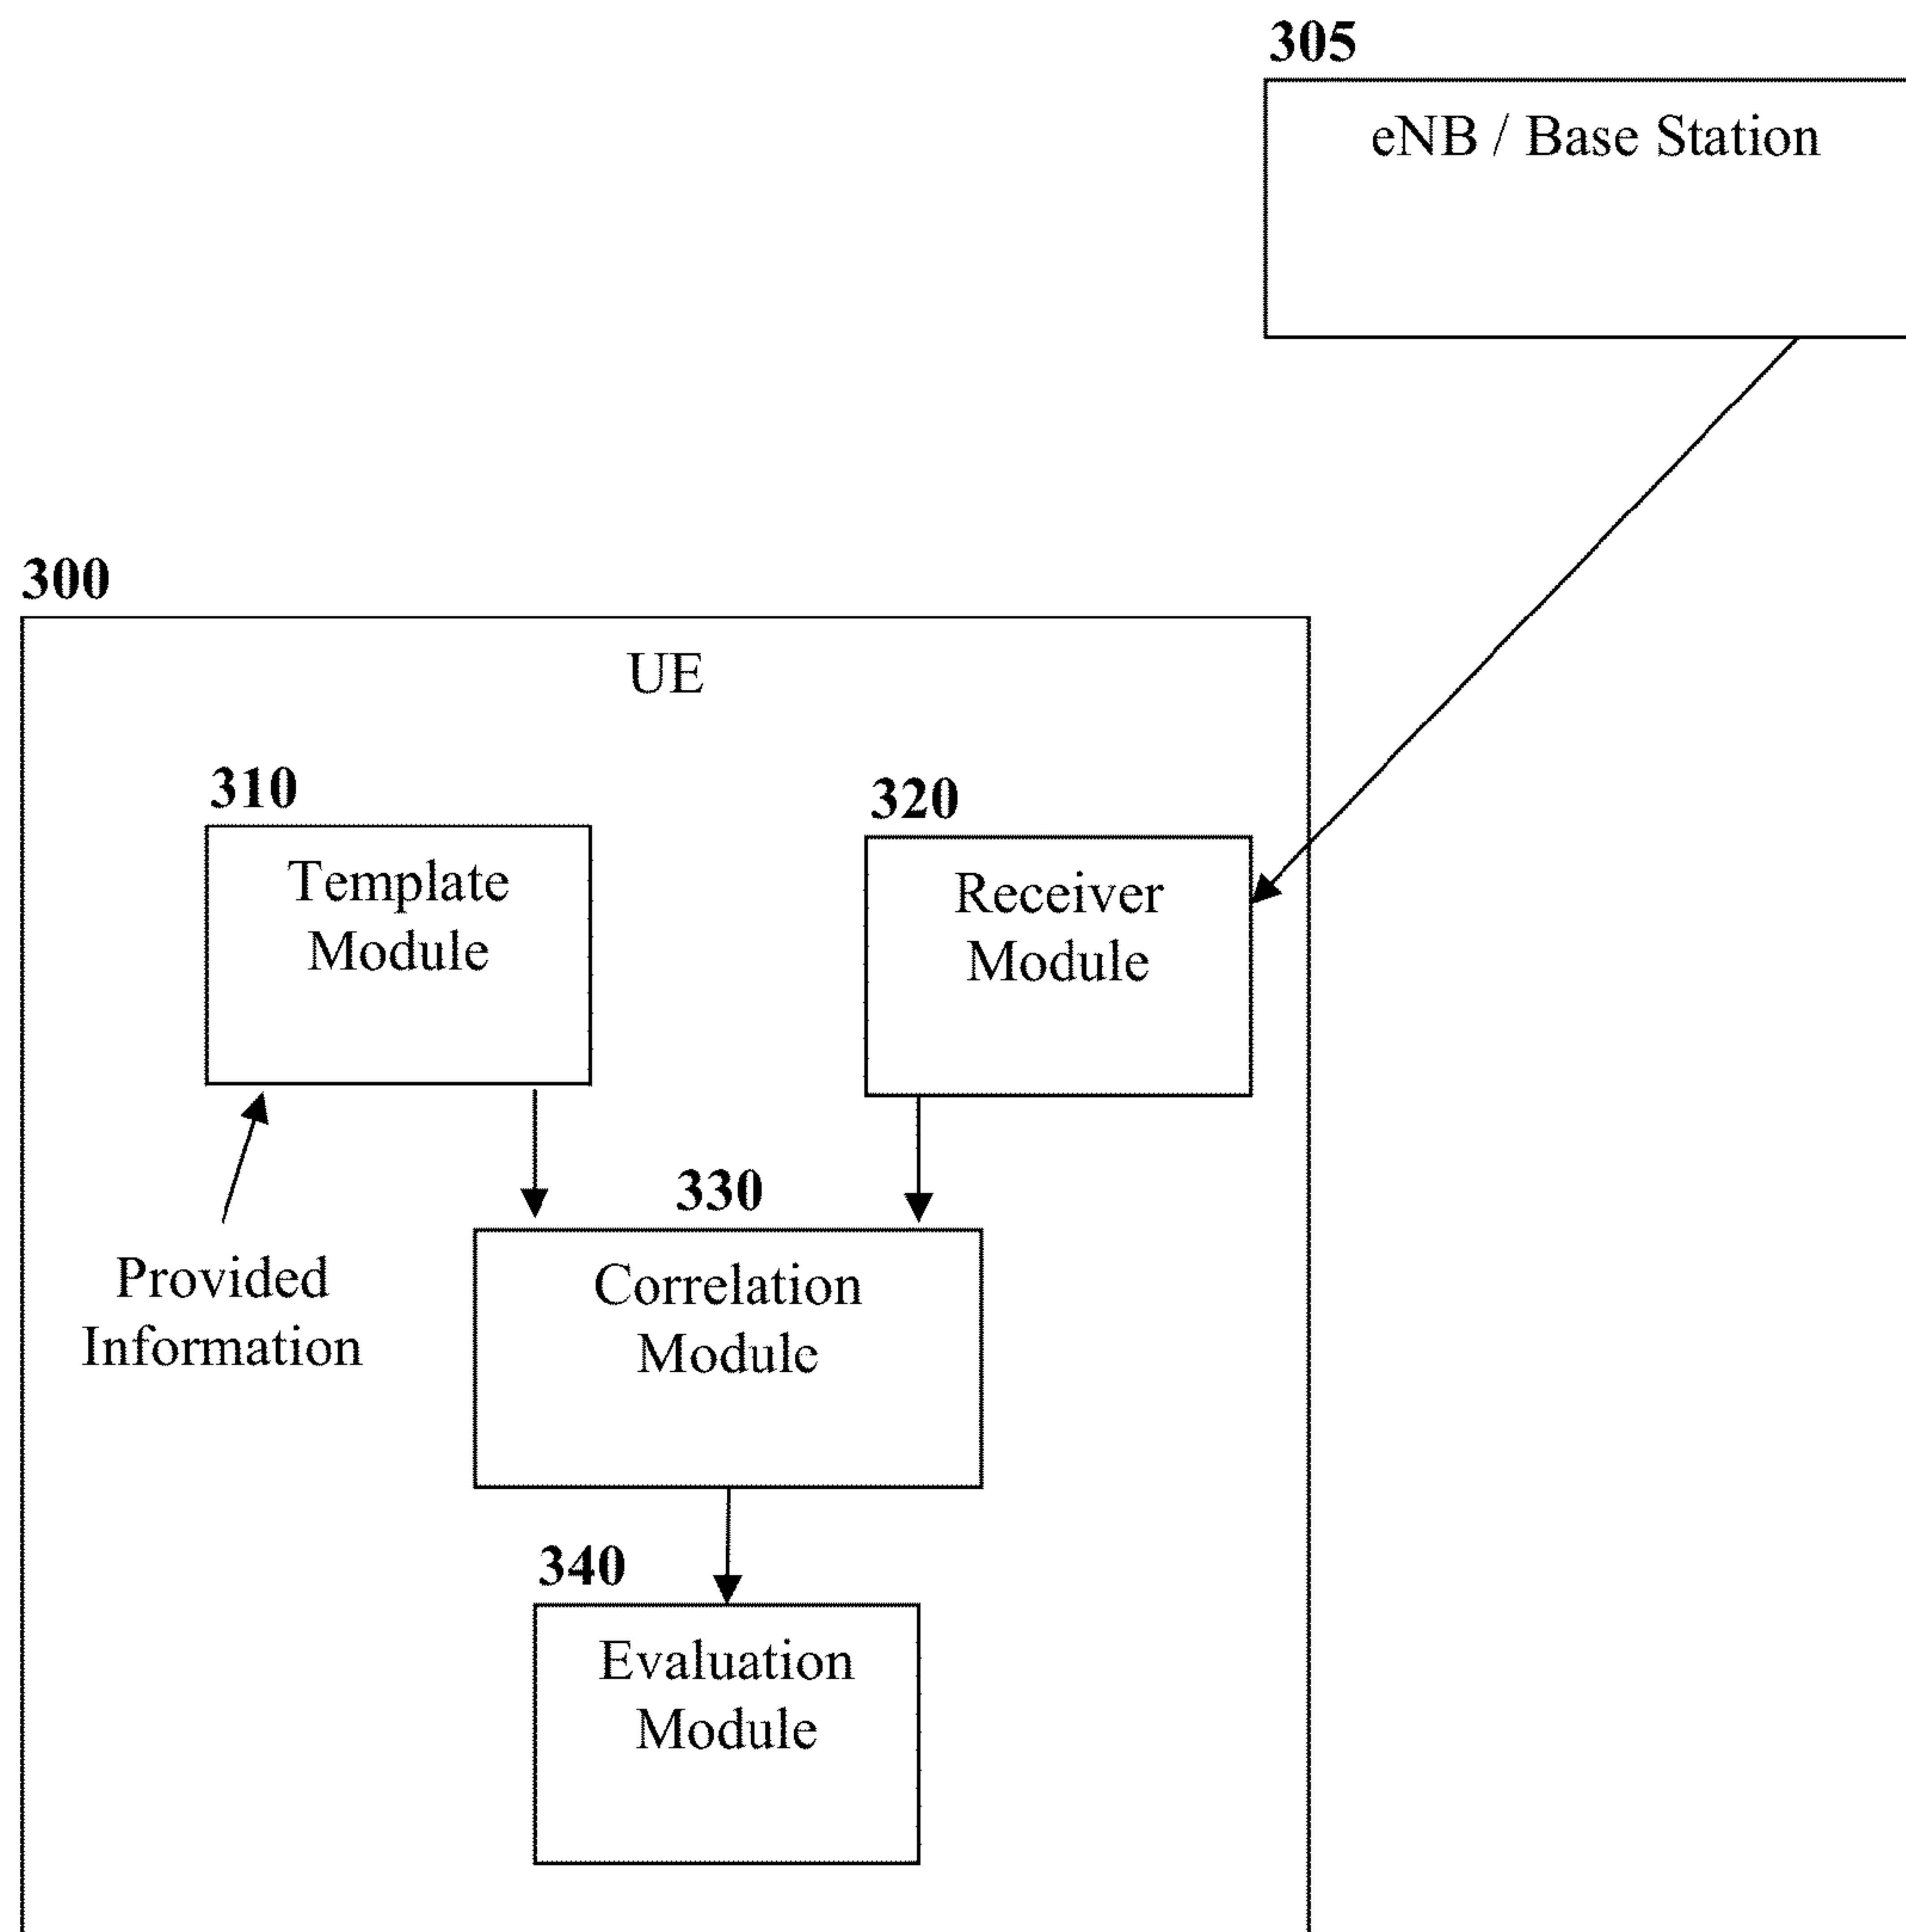 305
eNB / Base Station
300
UE
310
Template
Module
320
Receiver
Module
Provided
Information
330
Correlation
Module
340
Evaluation
Module